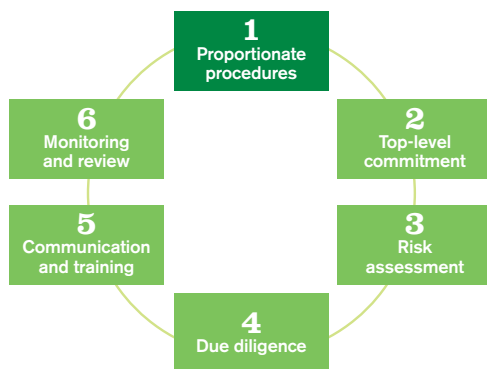 1
Proportionate
procedures
2
Top-level
commitment
3
Risk
assessment
4
Due diligence
5
Communication
and training
6
Monitoring
and review